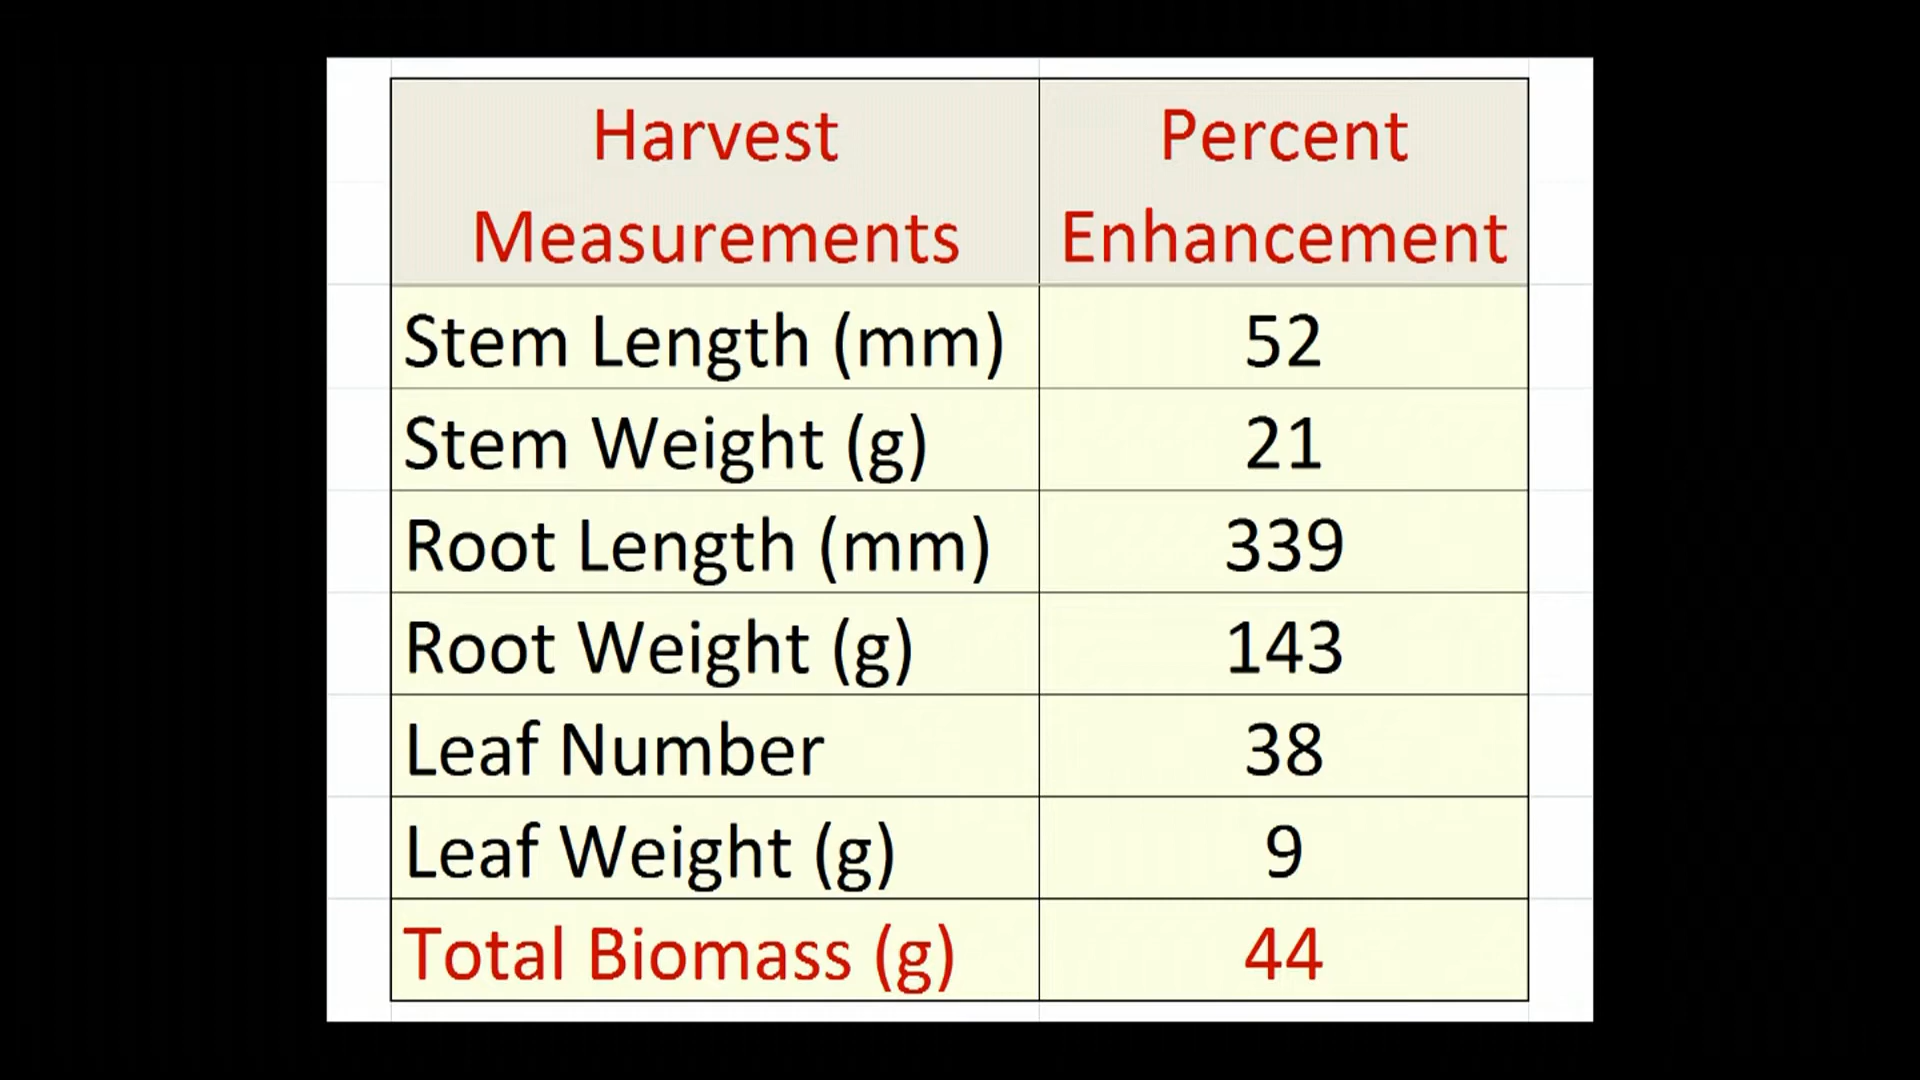 Harvest Measurements Percent Enhancement
Stem Length (mm) 52
Stem Weight (g) 21
Root Length (mm) 339
Root Weight (g) 143
Leaf Number 38
Leaf Weight (g) 9
Total Biomass (g) 44